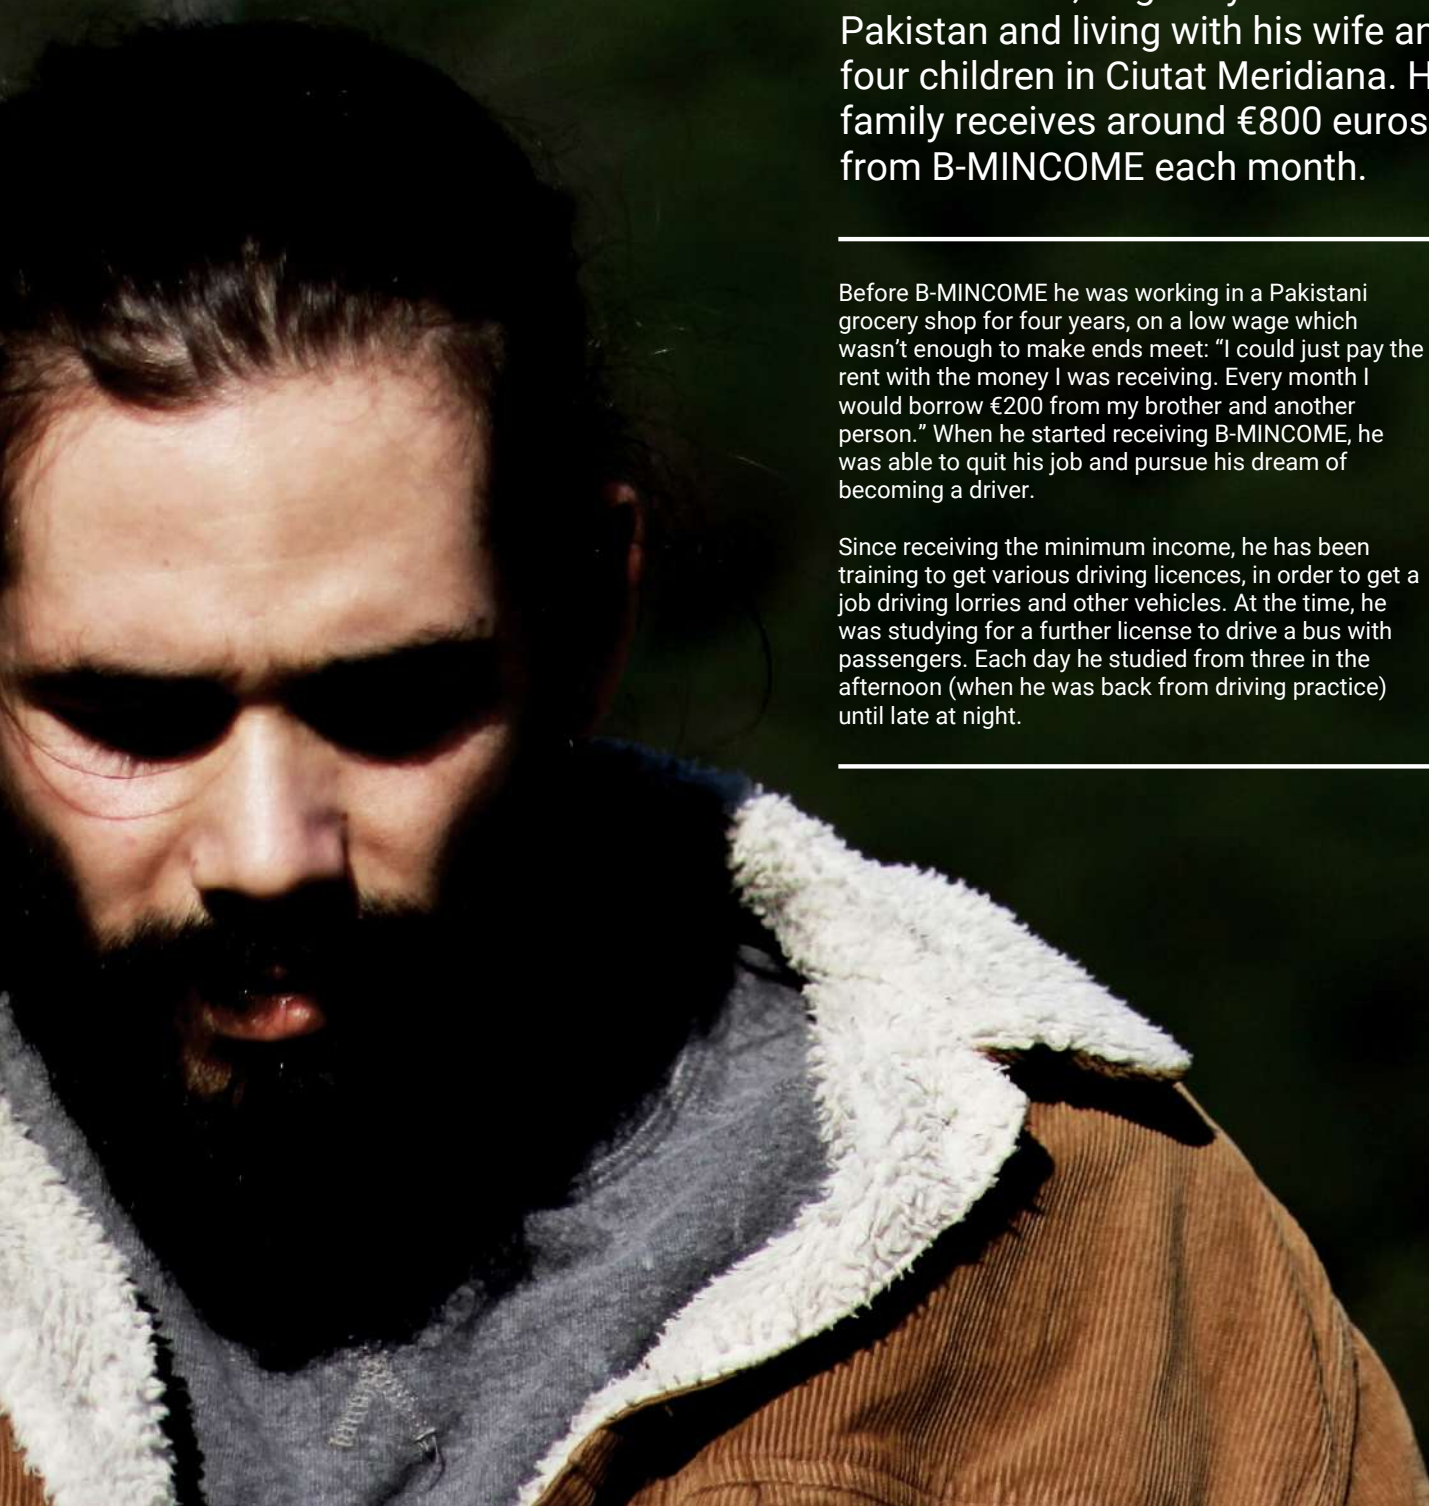 Pakistan and living with his wife
four children in Ciutat Meridiana.
family receives around €800 euros
from B-MINCOME each month.
Before B-MINCOME he was working in a Pakistani
grocery shop for four years, on a low wage which
wasn’t enough to make ends meet: “I could just pay the
rent with the money I was receiving. Every month I
would borrow €200 from my brother and another
person.” When he started receiving B-MINCOME, he
was able to quit his job and pursue his dream of
becoming a driver.
Since receiving the minimum income, he has been
training to get various driving licences, in order to get a
job driving lorries and other vehicles. At the time, he
was studying for a further license to drive a bus with
passengers. Each day he studied from three in the
afternoon (when he was back from driving practice)
until late at night.